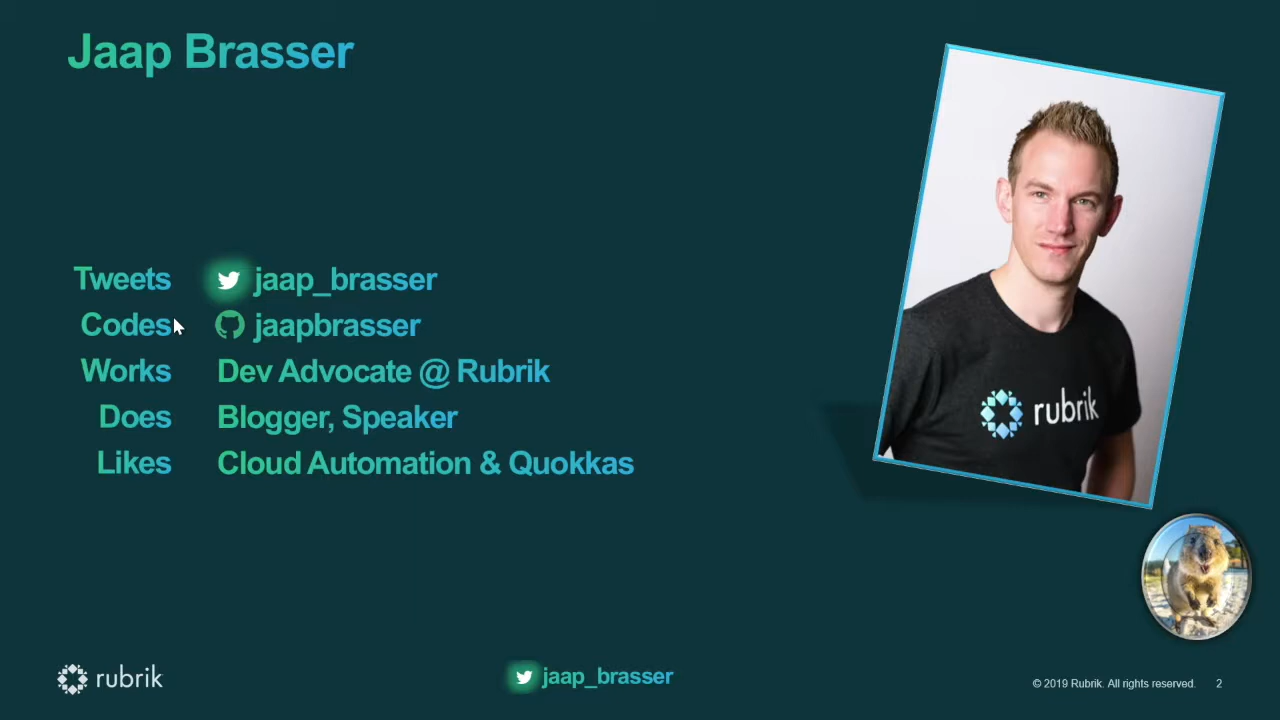 Jaap Brasser
Tweets jaap_brasser
Codes jaapbrasser
Works Dev Advocate @ Rubrik
Does Blogger, Speaker
Likes Cloud Automation & Quokkas
rubrik
rubrik
jaap_brasser
© 2019 Rubrik. All rights reserved. 2